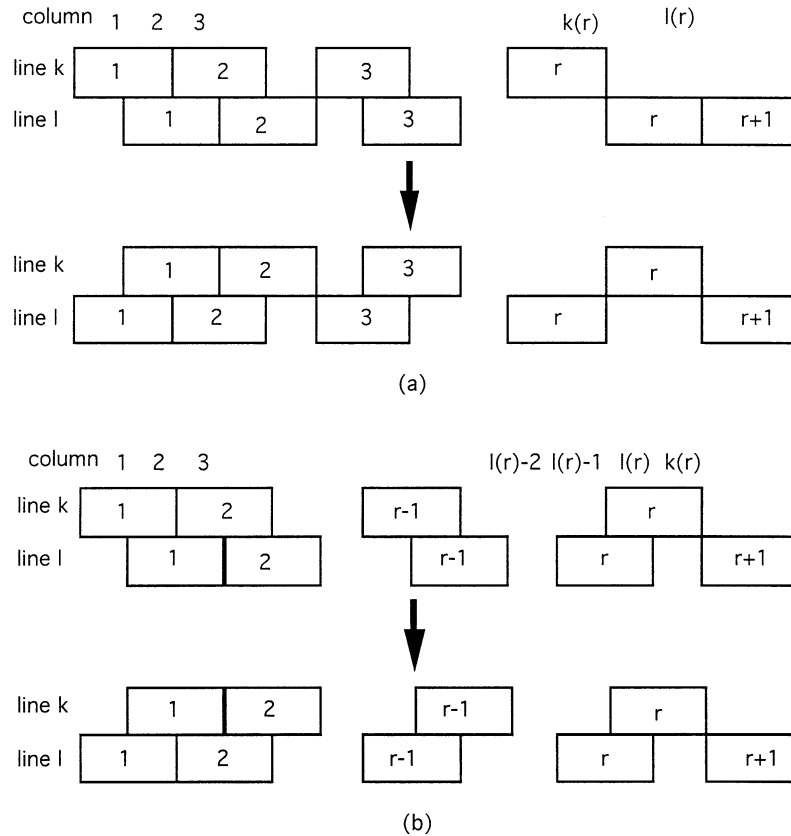 column 1 2 3 k(r) l(r)
line k 1 2 3 r
line l 1 2 3 r r+1
line k 1 2 3 r
line l 1 2 3 r r+1
(a)
column 1 2 3 l(r)-2 l(r)-1 l(r) k(r)
line k 1 2 r-1 r
line l 1 2 r-1 r r+1
line k 1 2 r-1 r
line l 1 2 r-1 r r+1
(b)